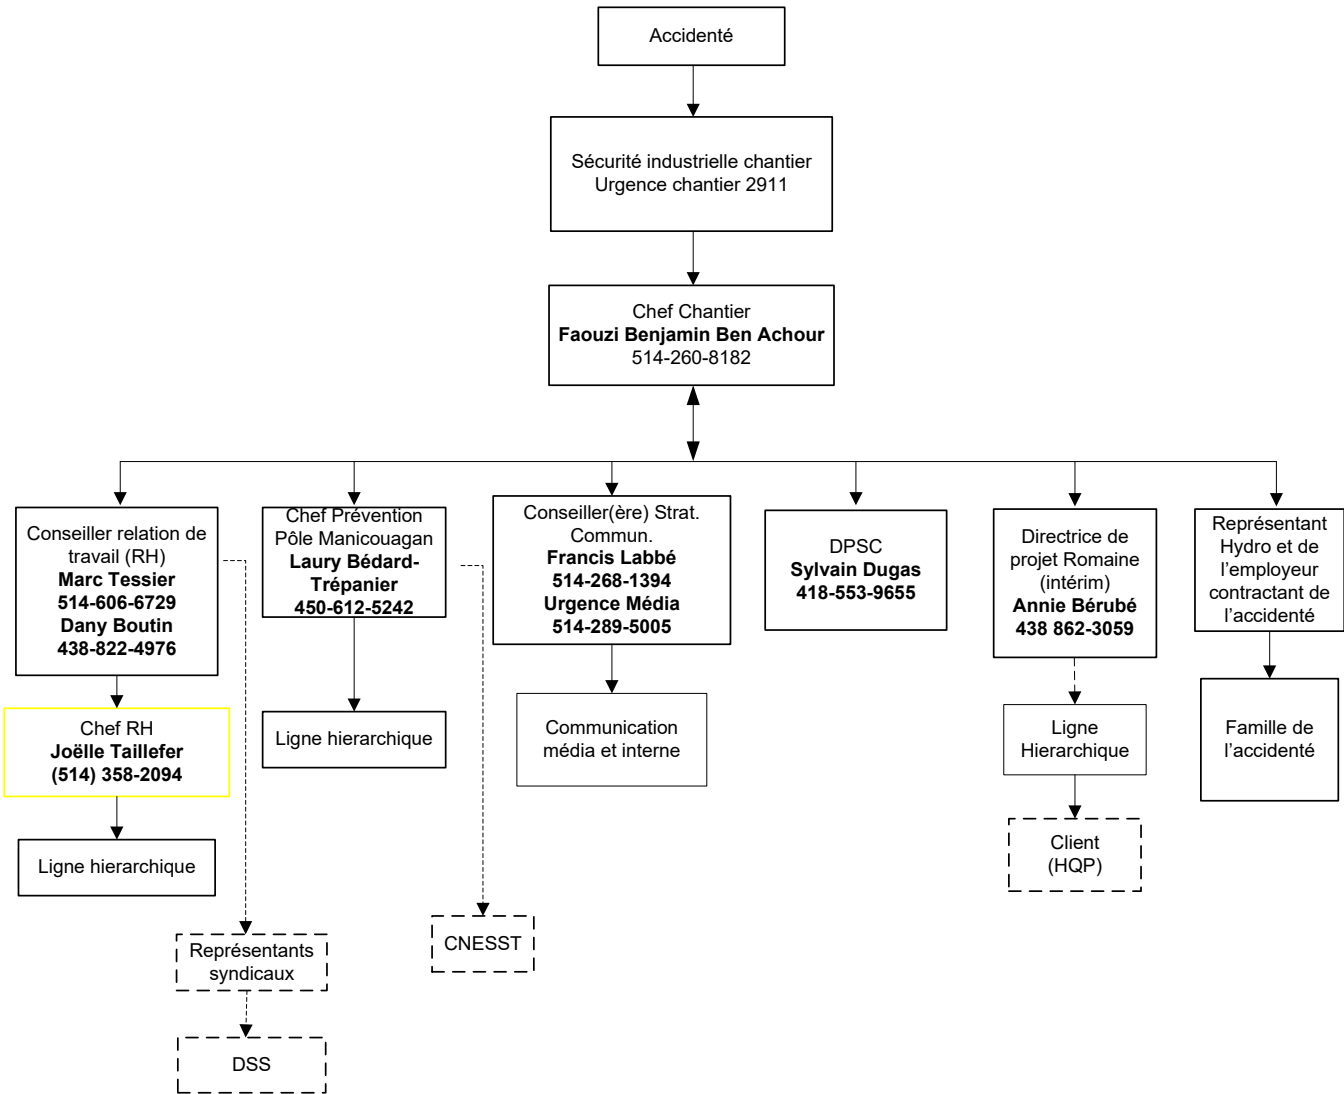 Accidenté
Sécurité industrielle chantier
Urgence chantier 2911
Chef Chantier
Faouzi Benjamin Ben Achour
514-260-8182
Conseiller relation de
travail (RH)
Marc Tessier
514-606-6729
Dany Boutin
438-822-4976
Chef Prévention
Pôle Manicouagan
Laury Bédard-
Trépanier
450-612-5242
Conseiller(ère) Strat.
Commun.
Francis Labbé
514-268-1394
Urgence Média
514-289-5005
DPSC
Sylvain Dugas
418-553-9655
Directrice de
projet Romaine
(intérim)
Annie Bérubé
438 862-3059
Représentant
Hydro et de
l’employeur
contractant de
l’accidenté
Chef RH
Joëlle Taillefer
(514) 358-2094
Ligne hierarchique
Communication
média et interne
Ligne
Hierarchique
Famille de
l’accidenté
Ligne hierarchique
Client
(HQP)
Représentants
syndicaux
CNESST
DSS